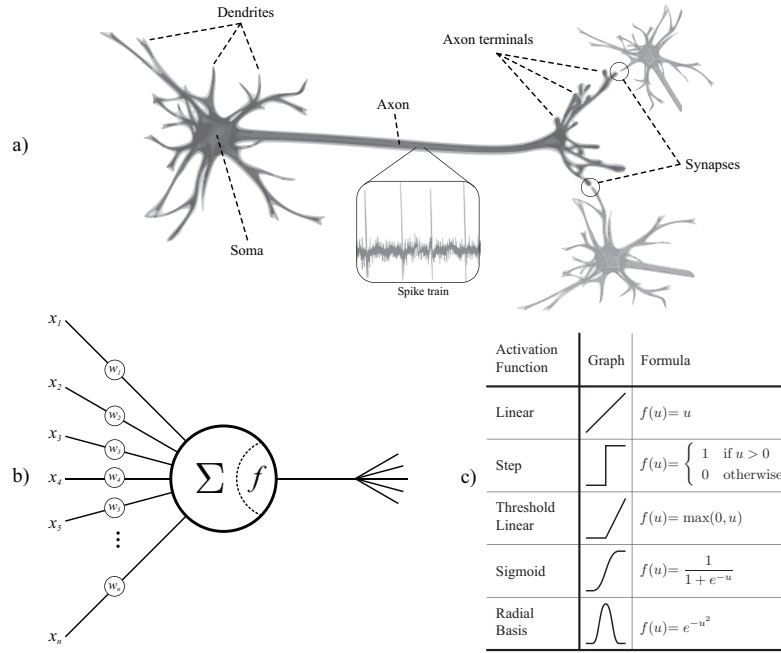 a)
Dendrites
Axon terminals
Axon
Synapses
Soma
Spike train
b)
x₁
w₁
x₂
w₂
x₃
w₃
x₄
w₄
x₅
w₅
⋮
wₙ
xₙ
Σ f
c)
Activation Function Graph Formula
Linear f(u)= u
Step f(u)= { 1 if u > 0
0 otherwise
Threshold Linear f(u)= max(0, u)
Sigmoid f(u)= 1 / (1 + e^{-u})
Radial Basis f(u)= e^{-u²}